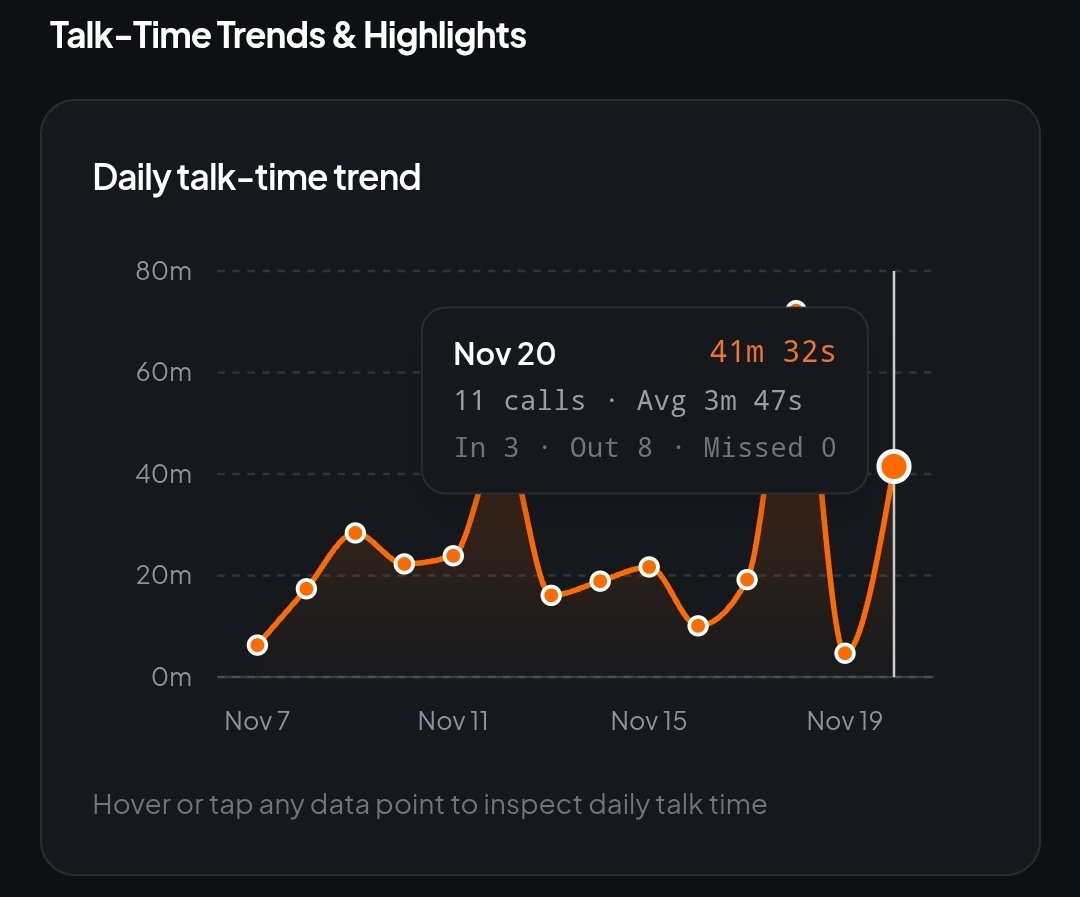 Talk-Time Trends & Highlights
Daily talk-time trend
80m
60m
40m
20m
0m
Nov 20 41m 32s
11 calls · Avg 3m 47s
In 3 · Out 8 · Missed 0
Nov 7 Nov 11 Nov 15 Nov 19
Hover or tap any data point to inspect daily talk time